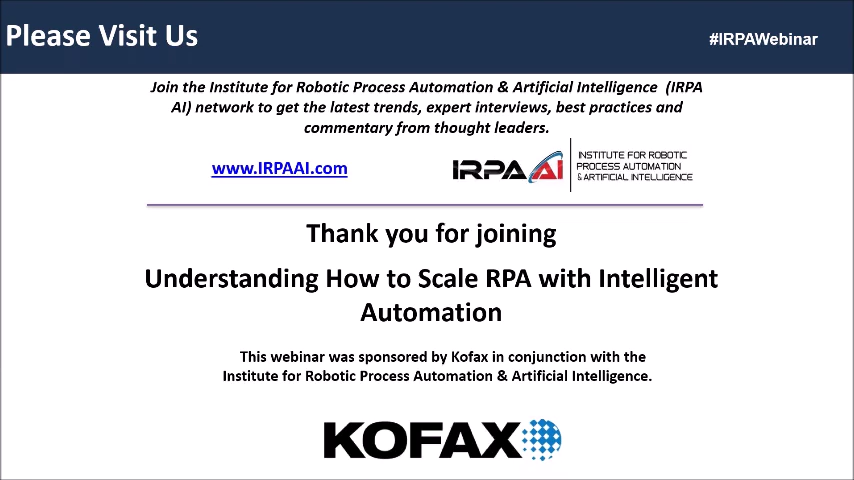 Please Visit Us
#IRPAWebinar
Join the Institute for Robotic Process Automation & Artificial Intelligence (IRPA
AI) network to get the latest trends, expert interviews, best practices and
commentary from thought leaders.
www.IRPAAI.com
IRPA AI
INSTITUTE FOR ROBOTIC
PROCESS AUTOMATION
& ARTIFICIAL INTELLIGENCE
Thank you for joining
Understanding How to Scale RPA with Intelligent
Automation
This webinar was sponsored by Kofax in conjunction with the
Institute for Robotic Process Automation & Artificial Intelligence.
KOFAX